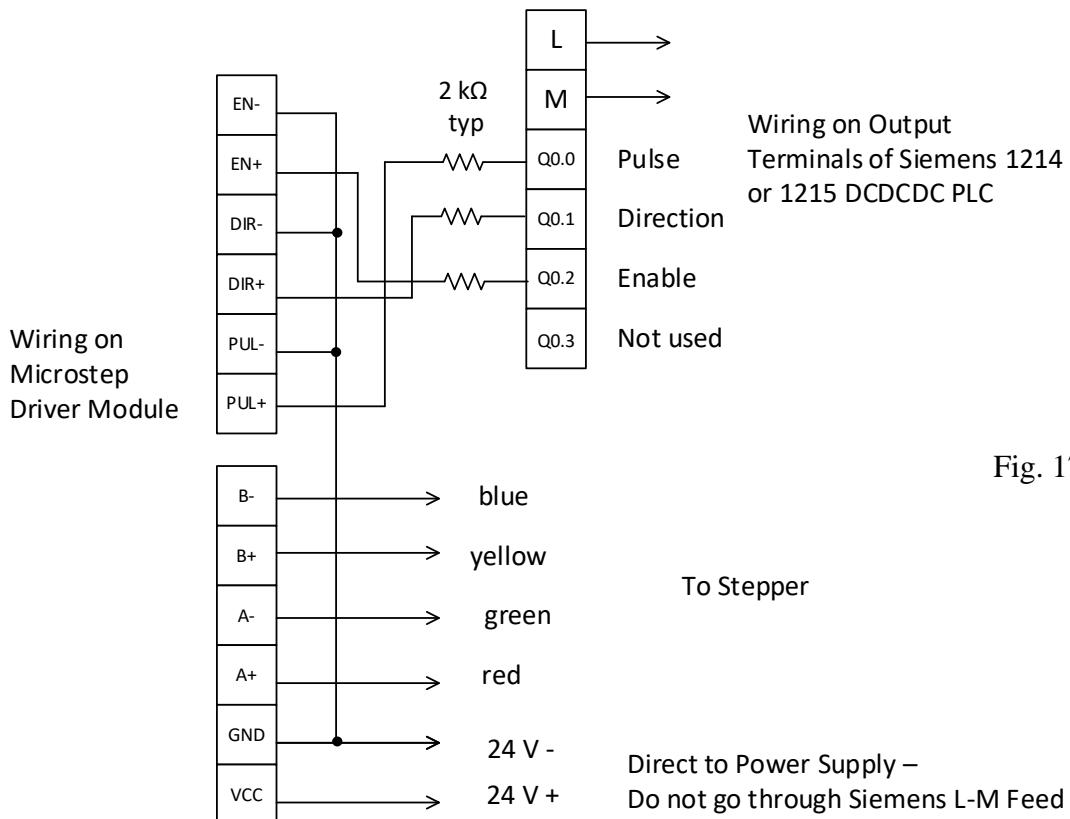 L
M
2 kΩ
typ
Q0.0
Pulse
Q0.1
Direction
Q0.2
Enable
Q0.3
Not used
Wiring on Output
Terminals of Siemens 1214
or 1215 DCDCDC PLC
EN-
EN+
DIR-
DIR+
PUL-
PUL+
Wiring on
Microstep
Driver Module
Fig. 1
B-
blue
B+
yellow
A-
green
A+
red
To Stepper
GND
24 V -
VCC
24 V +
Direct to Power Supply –
Do not go through Siemens L-M Feed